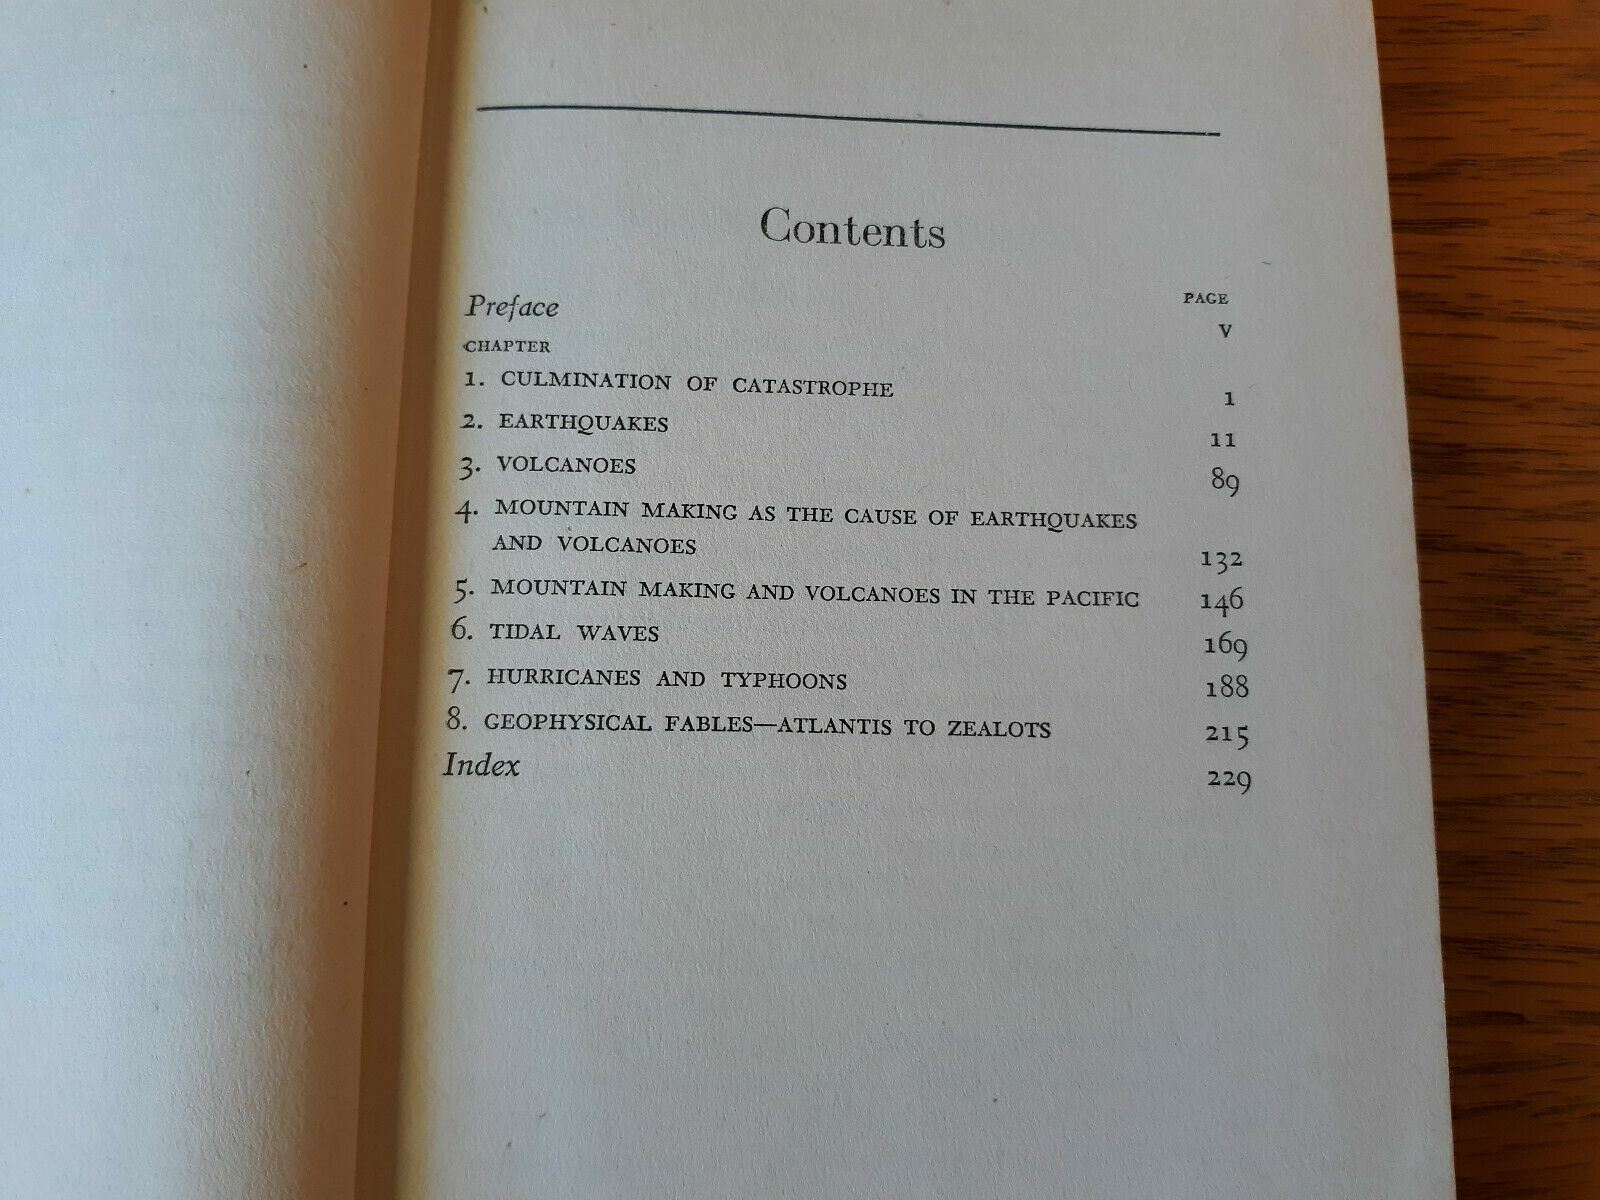 Contents
PAGE
Preface V
CHAPTER
1. CULMINATION OF CATASTROPHE 1
2. EARTHQUAKES 11
3. VOLCANOES 89
4. MOUNTAIN MAKING AS THE CAUSE OF EARTHQUAKES
AND VOLCANOES 132
5. MOUNTAIN MAKING AND VOLCANOES IN THE PACIFIC 146
6. TIDAL WAVES 169
7. HURRICANES AND TYPHOONS 188
8. GEOPHYSICAL FABLES—ATLANTIS TO ZEALOTS 215
Index 229